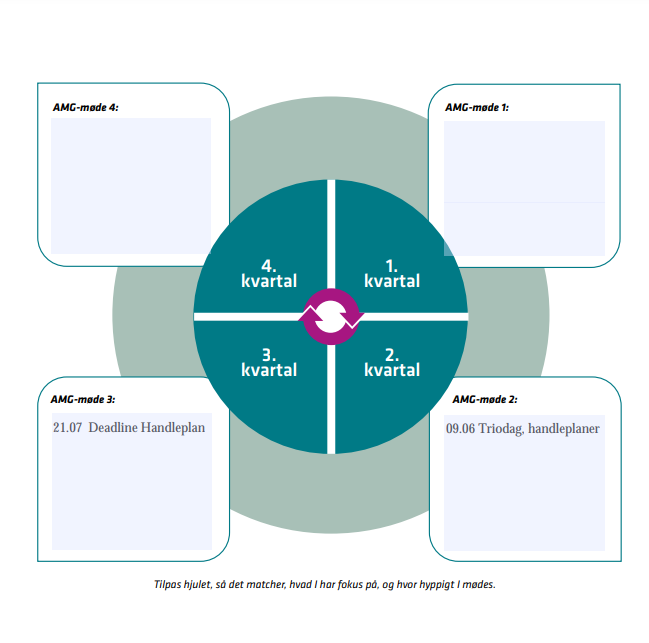 AMG-møde 4:
AMG-møde 1:
4.
kvartal
1.
kvartal
3.
kvartal
2.
kvartal
AMG-møde 3:
21.07  Deadline Handleplan
AMG-møde 2:
09.06 Triodag, handleplaner
Tilpas hjulet, så det matcher, hvad I har fokus på, og hvor hyppigt I mødes.